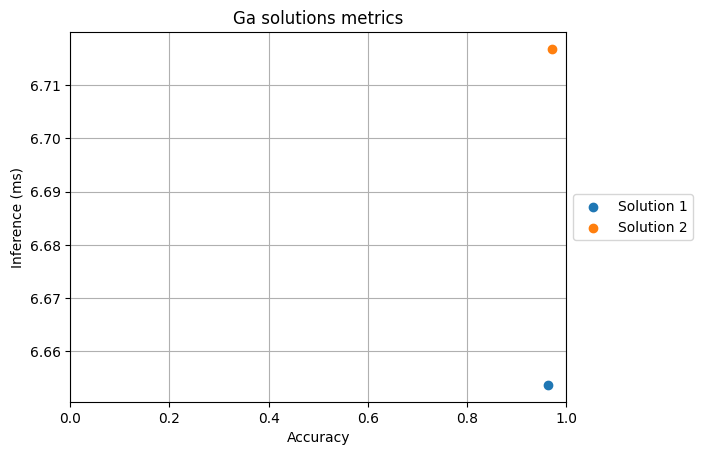 Ga solutions metrics
Inference (ms)
6.71
6.70
6.69
6.68
6.67
6.66
0.0 0.2 0.4 0.6 0.8 1.0
Accuracy
Solution 1
Solution 2